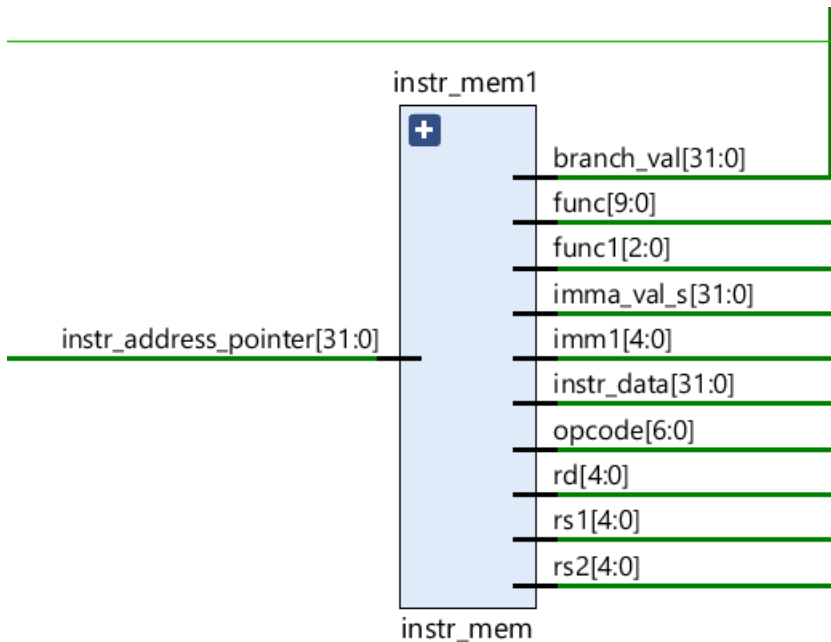 instr_mem1
branch_val[31:0]
func[9:0]
func1[2:0]
imma_val_s[31:0]
instr_address_pointer[31:0]
imm1[4:0]
instr_data[31:0]
opcode[6:0]
rd[4:0]
rs1[4:0]
rs2[4:0]
instr_mem